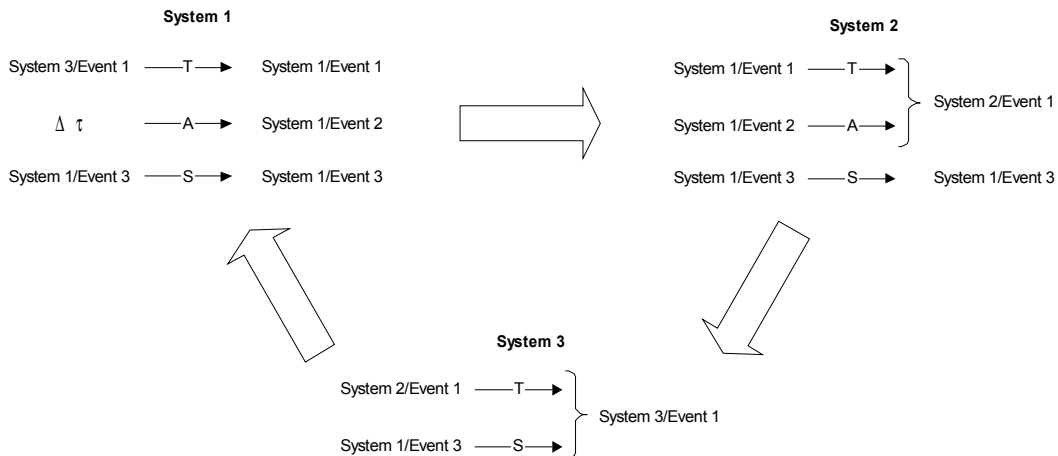 System 1
System 3/Event 1 T System 1/Event 1
Δ τ A System 1/Event 2
System 1/Event 3 S System 1/Event 3
System 2
System 1/Event 1 T
System 1/Event 2 A
System 2/Event 1
System 1/Event 3 S System 1/Event 3
System 3
System 2/Event 1 T
System 1/Event 3 S
System 3/Event 1